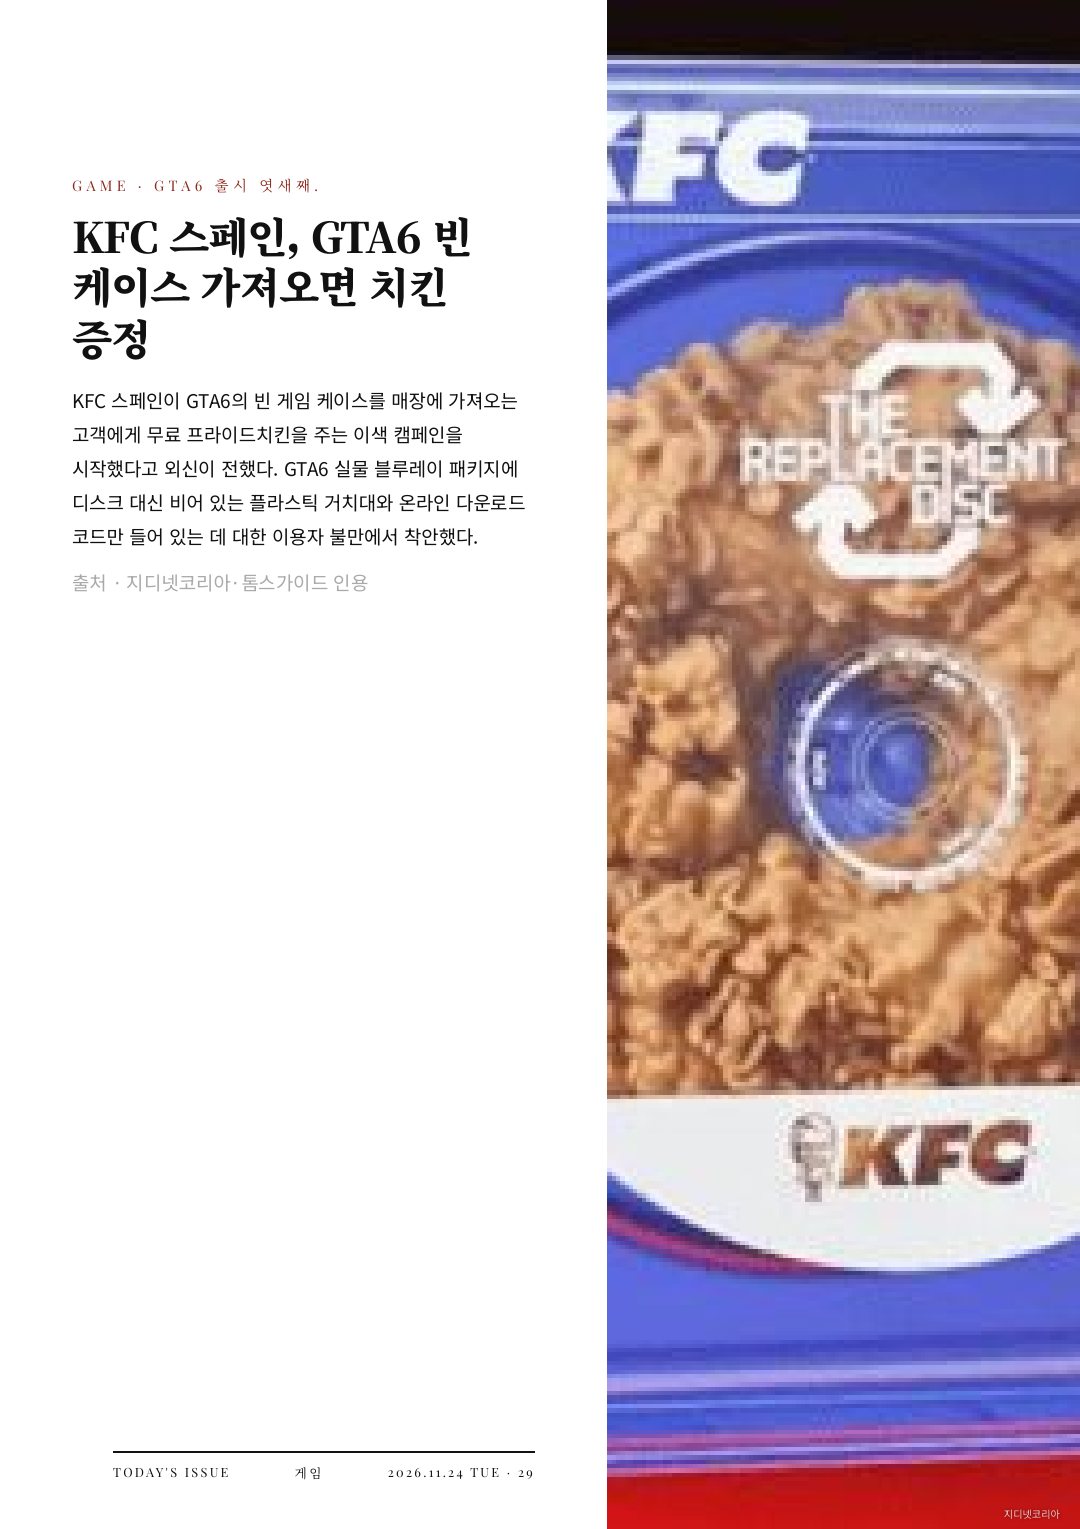 GAME · GTA6 출시 엿새째.
KFC 스페인, GTA6 빈
케이스 가져오면 치킨
증정
KFC 스페인이 GTA6의 빈 게임 케이스를 매장에 가져오는
고객에게 무료 프라이드치킨을 주는 이색 캠페인을
시작했다고 외신이 전했다. GTA6 실물 블루레이 패키지에
디스크 대신 비어 있는 플라스틱 거치대와 온라인 다운로드
코드만 들어 있는 데 대한 이용자 불만에서 착안했다.
출처 · 지디넷코리아·톰스가이드 인용
KFC
THE
REPLACEMENT
DISC
KFC
TODAY'S ISSUE 게임 2026.11.24 TUE · 29
지디넷코리아